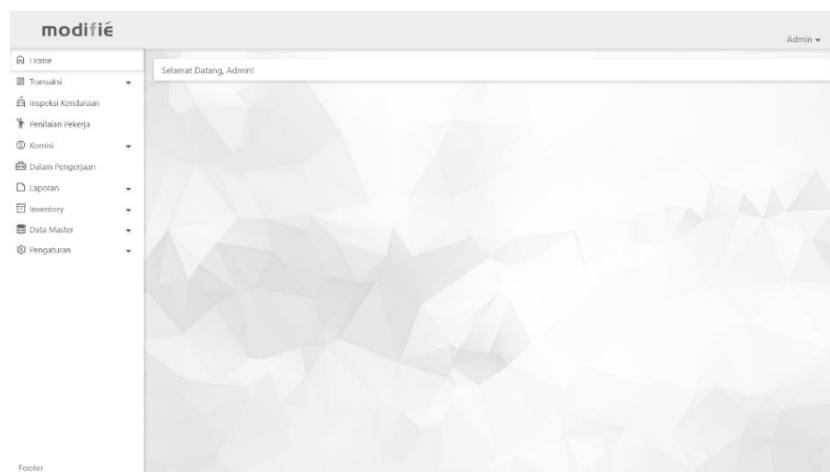 modifié
Admin
Home
Selamat Datang, Admin!
Transaksi
Inspeksi Kendaraan
Penilaian Pekerja
Komisi
Dalam Pengerjaan
Laporan
Inventory
Data Master
Pengaturan
Footer